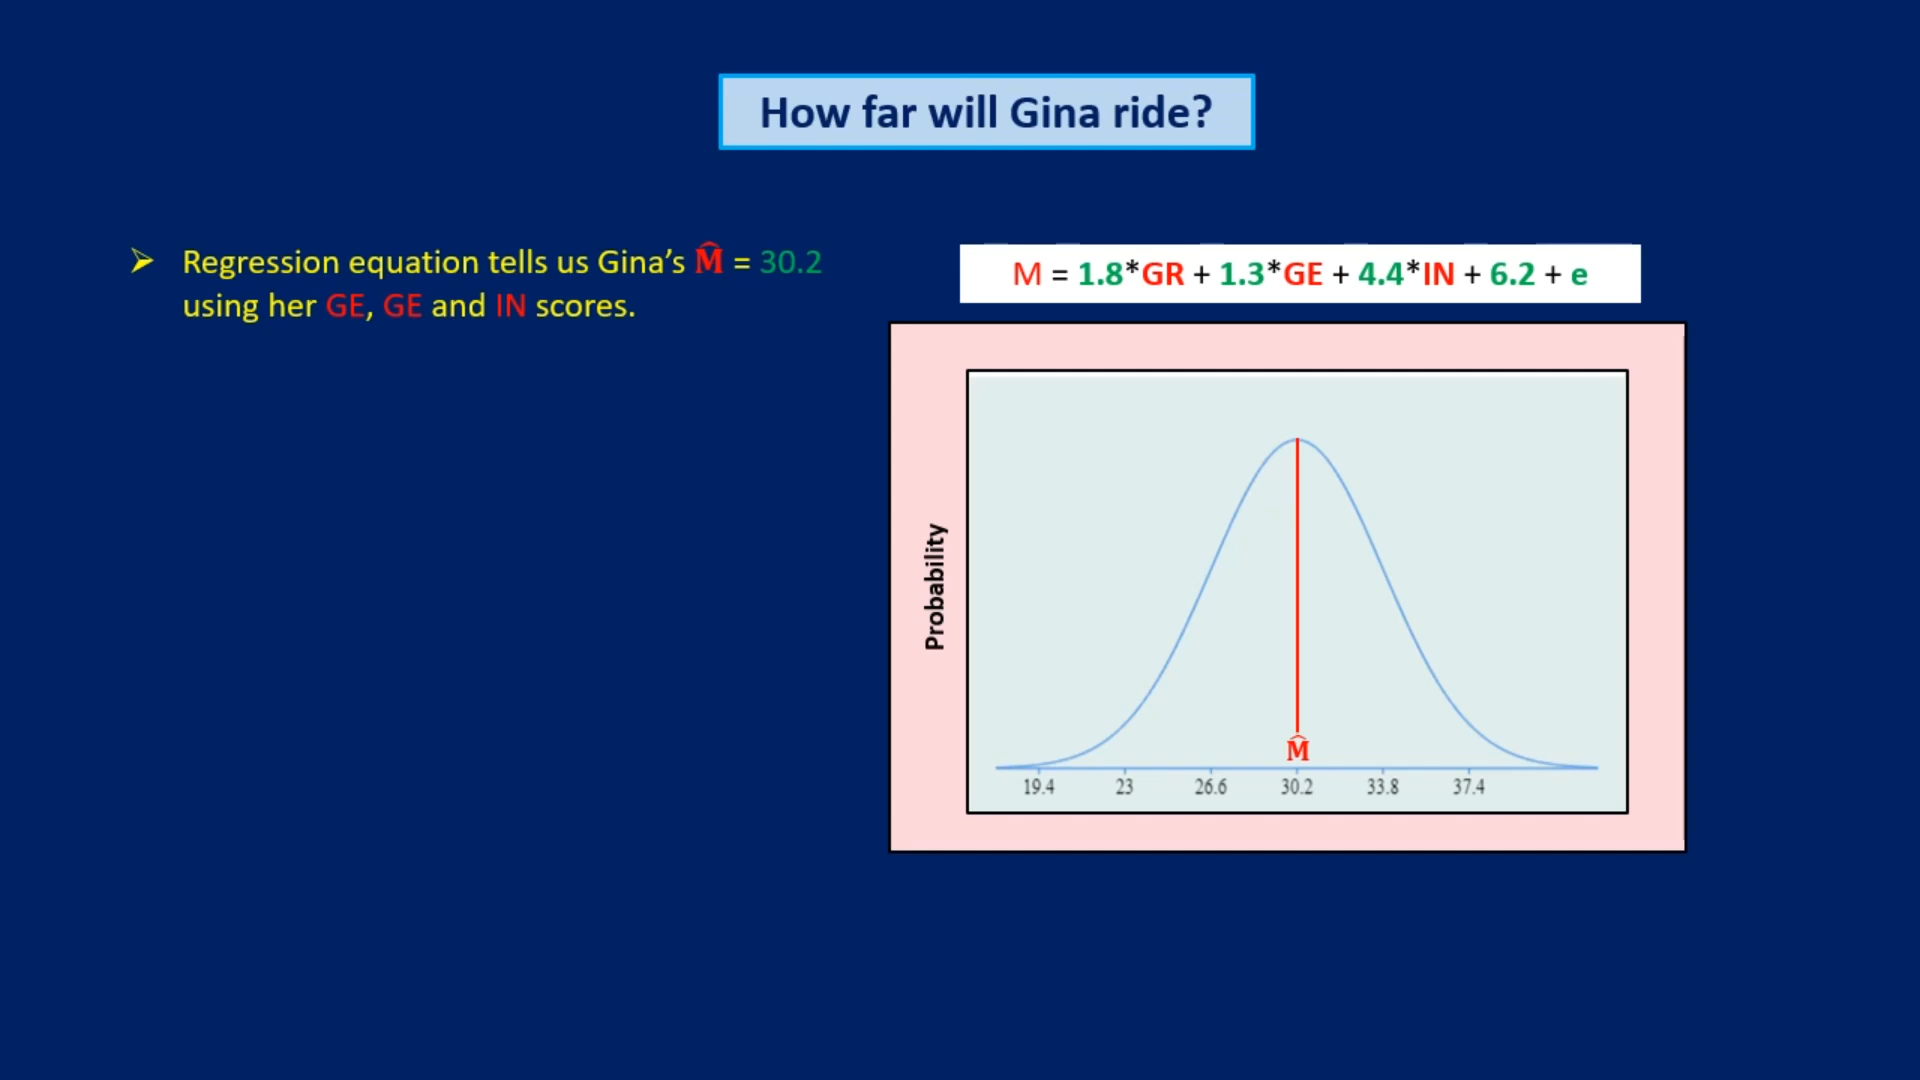 How far will Gina ride?
➢ Regression equation tells us Gina's M̂ = 30.2
using her GE, GE and IN scores.
M = 1.8*GR + 1.3*GE + 4.4*IN + 6.2 + e
Probability
M̂
19.4 23 26.6 30.2 33.8 37.4